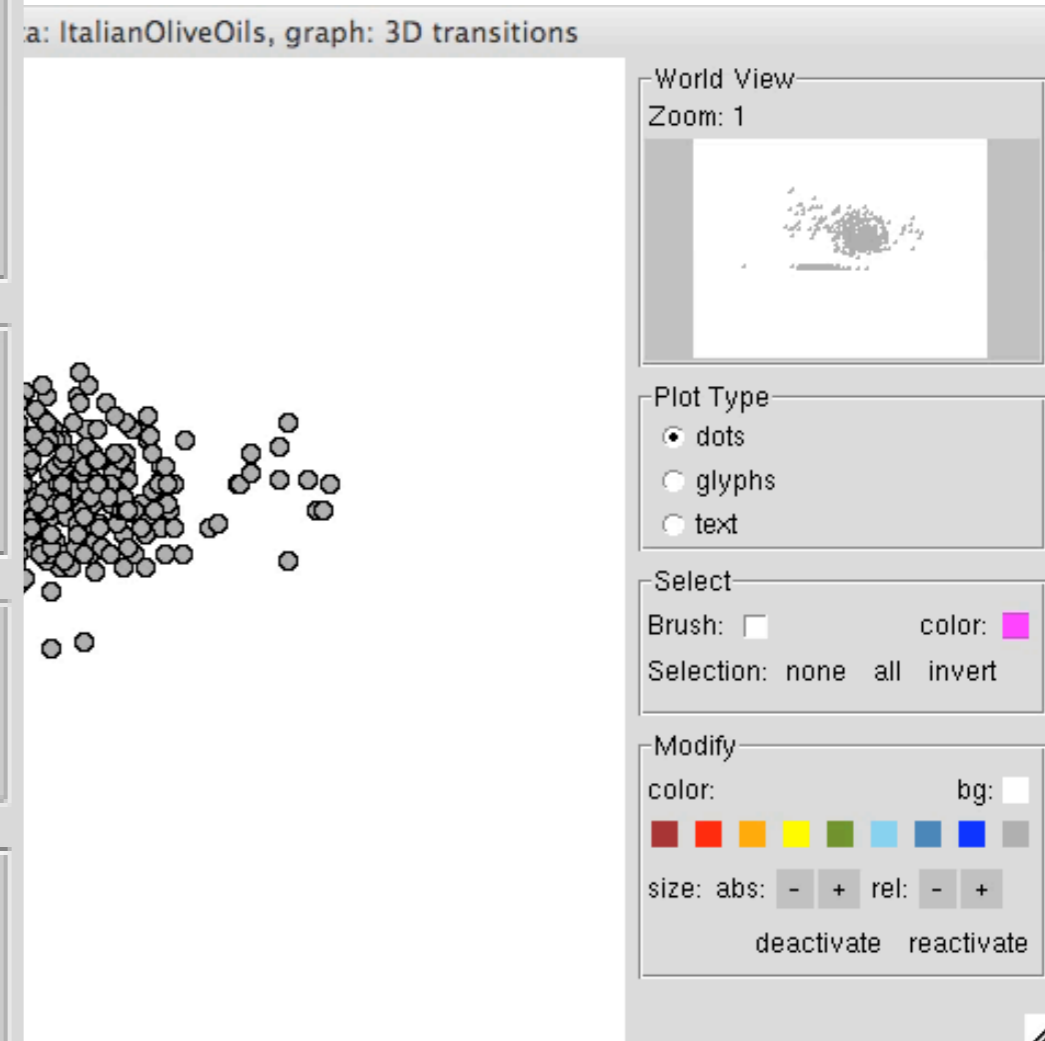 ta: ItalianOliveOils, graph: 3D transitions
World View
Zoom: 1
Plot Type
dots
glyphs
text
Select
Brush: color:
Selection: none all invert
Modify
color: bg:
size: abs: - + rel: - +
deactivate reactivate